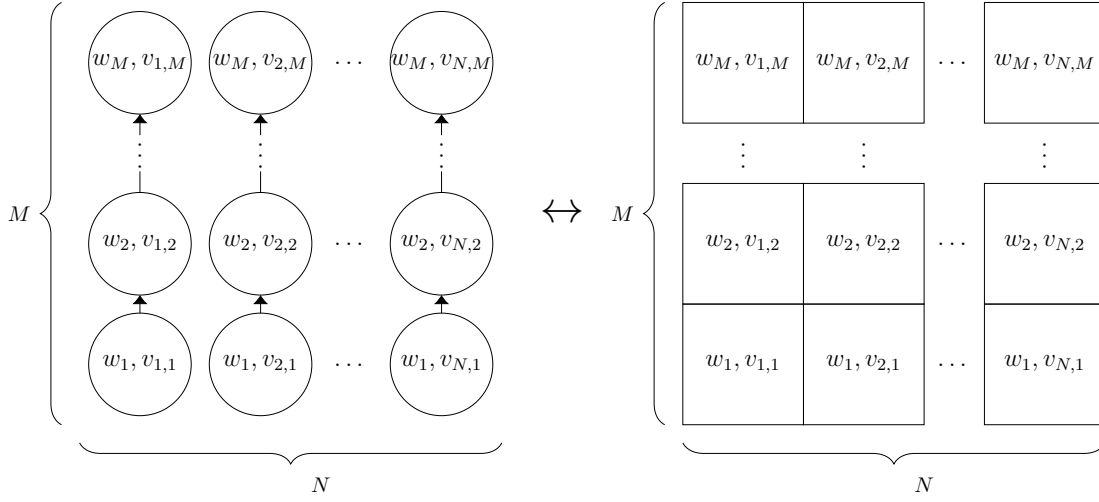 w_M, v_{1,M} w_M, v_{2,M} ... w_M, v_{N,M} w_M, v_{1,M} w_M, v_{2,M} ... w_M, v_{N,M}
⋮ ⋮ ⋮ ⋮ ⋮ ⋮
M ↔ M
w_2, v_{1,2} w_2, v_{2,2} ... w_2, v_{N,2} w_2, v_{1,2} w_2, v_{2,2} ... w_2, v_{N,2}
w_1, v_{1,1} w_1, v_{2,1} ... w_1, v_{N,1} w_1, v_{1,1} w_1, v_{2,1} ... w_1, v_{N,1}
N N